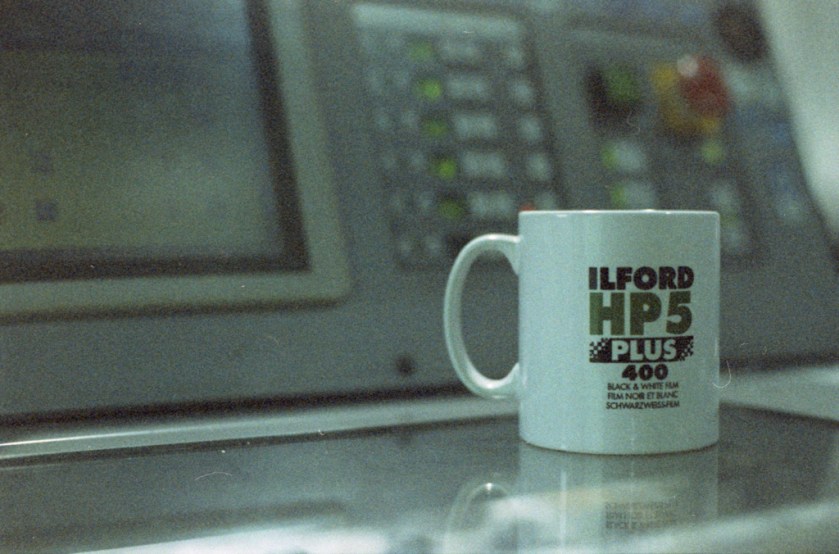 ILFORD
HP5
PLUS
400
BLACK & WHITE FILM
FILM NOIR ET BLANC
SCHWARZWEISS-FILM